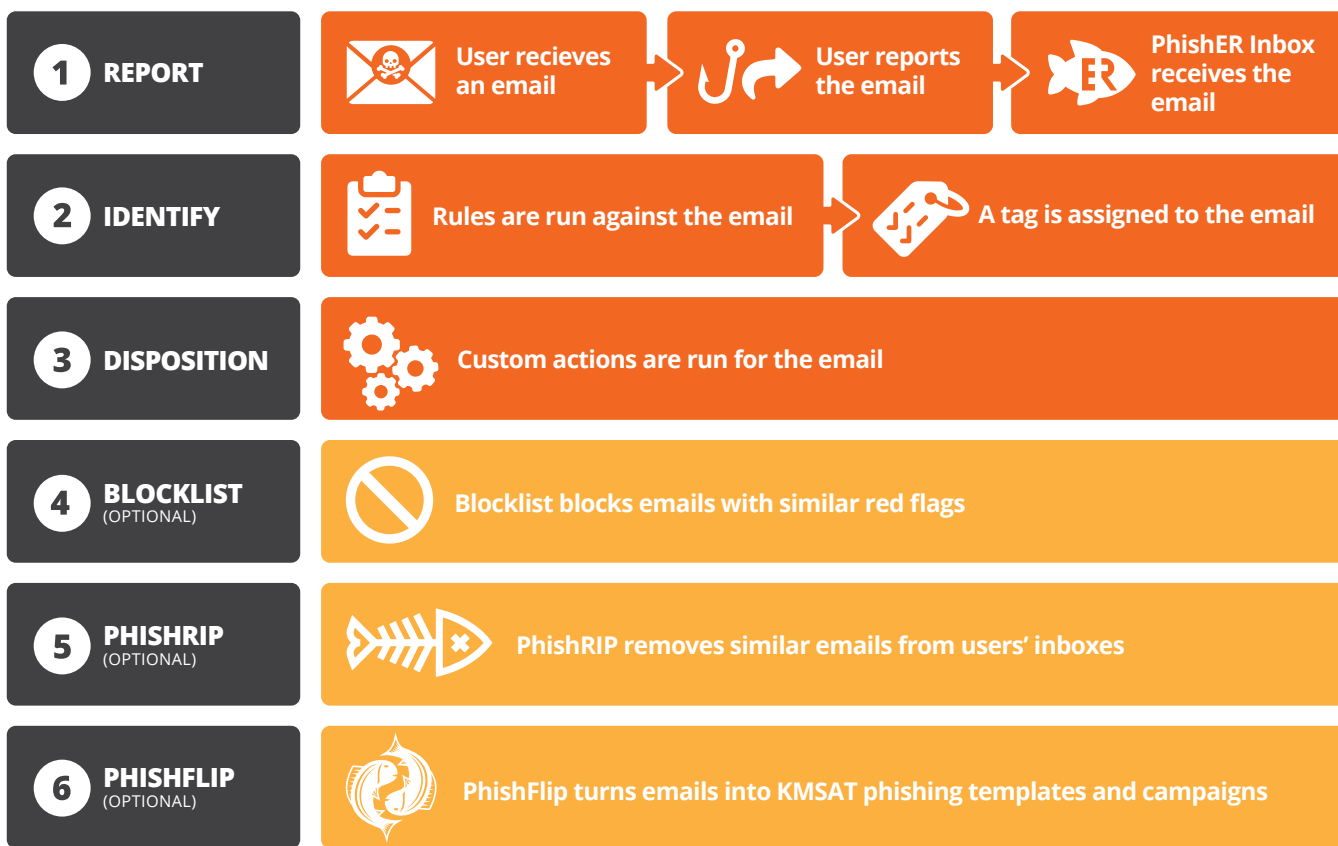 1 REPORT
User recieves
an email
User reports
the email
ER
PhishER Inbox
receives the
email
2 IDENTIFY
Rules are run against the email
A tag is assigned to the email
3 DISPOSITION
Custom actions are run for the email
4 BLOCKLIST
(OPTIONAL)
Blocklist blocks emails with similar red flags
5 PHISHRIP
(OPTIONAL)
PhishRIP removes similar emails from users’ inboxes
6 PHISHFLIP
(OPTIONAL)
PhishFlip turns emails into KMSAT phishing templates and campaigns